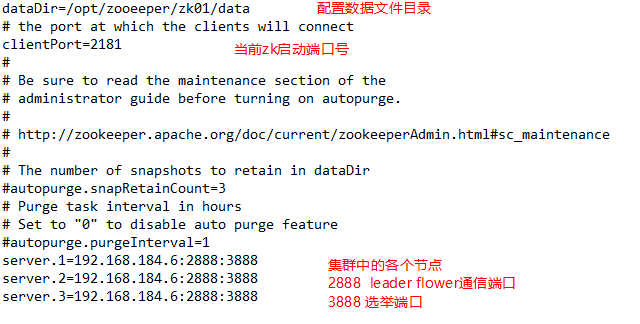 dataDir=/opt/zooeeper/zk01/data 配置数据文件目录
# the port at which the clients will connect
clientPort=2181 当前zk启动端口号
#
# Be sure to read the maintenance section of the
# administrator guide before turning on autopurge.
#
# http://zookeeper.apache.org/doc/current/zookeeperAdmin.html#sc_maintenance
#
# The number of snapshots to retain in dataDir
#autopurge.snapRetainCount=3
# Purge task interval in hours
# Set to "0" to disable auto purge feature
#autopurge.purgeInterval=1
server.1=192.168.184.6:2888:3888 集群中的各个节点
server.2=192.168.184.6:2888:3888 2888 leader flower通信端口
server.3=192.168.184.6:2888:3888 3888 选举端口